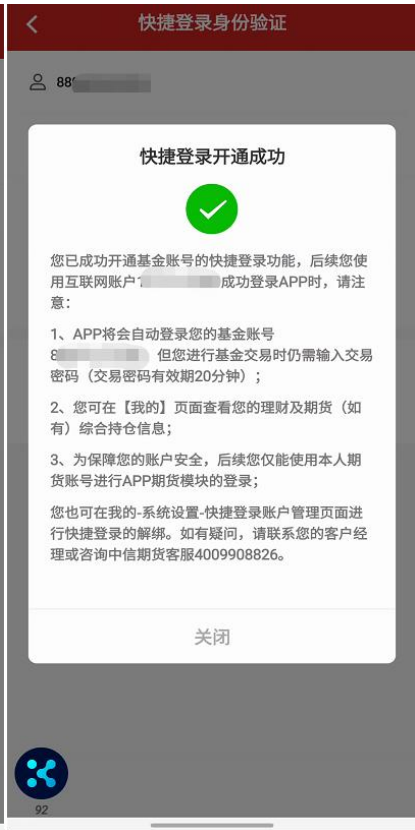 快捷登录身份验证
88
快捷登录开通成功
您已成功开通基金账号的快捷登录功能，后续您使
用互联网账户1 成功登录APP时，请注
意：
1、APP将会自动登录您的基金账号
8 但您进行基金交易时仍需输入交易
密码（交易密码有效期20分钟）；
2、您可在【我的】页面查看您的理财及期货（如
有）综合持仓信息；
3、为保障您的账户安全，后续您仅能使用本人期
货账号进行APP期货模块的登录；
您也可在我的-系统设置-快捷登录账户管理页面进
行快捷登录的解绑。如有疑问，请联系您的客户经
理或咨询中信期货客服4009908826。
关闭
92